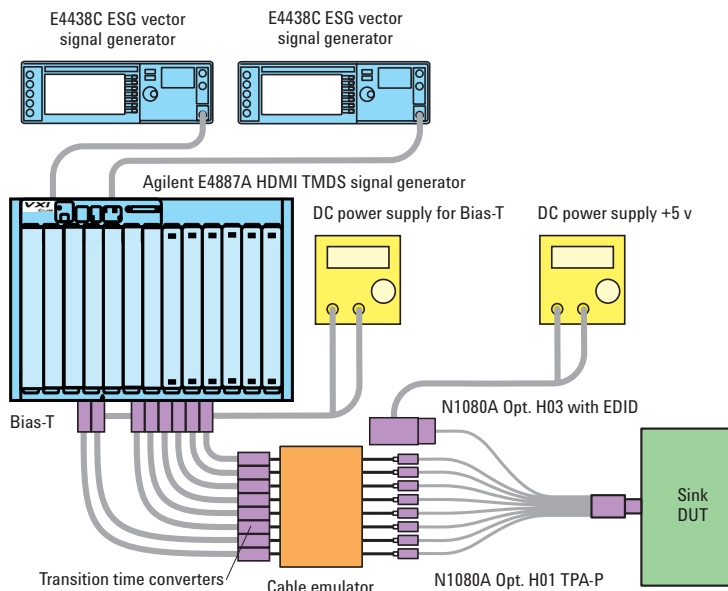 E4438C ESG vector
signal generator
E4438C ESG vector
signal generator
Agilent E4887A HDMI TMDS signal generator
VXI
DC power supply for Bias-T
DC power supply +5 v
Bias-T
N1080A Opt. H03 with EDID
Sink
DUT
Transition time converters
Cable emulator
N1080A Opt. H01 TPA-P